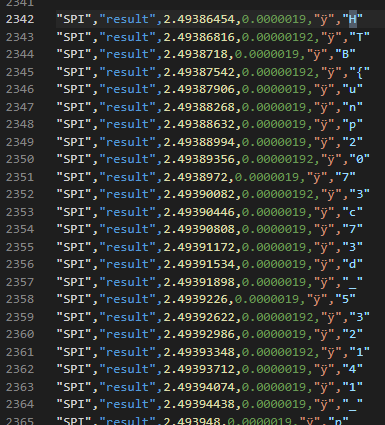 2341
2342 "SPI","result",2.49386454,0.0000019,"ÿ","H"
2343 "SPI","result",2.49386816,0.00000192,"ÿ","T"
2344 "SPI","result",2.4938718,0.0000019,"ÿ","B"
2345 "SPI","result",2.49387542,0.00000192,"ÿ","{"
2346 "SPI","result",2.49387906,0.0000019,"ÿ","u"
2347 "SPI","result",2.49388268,0.0000019,"ÿ","n"
2348 "SPI","result",2.49388632,0.0000019,"ÿ","p"
2349 "SPI","result",2.49388994,0.0000019,"ÿ","2"
2350 "SPI","result",2.49389356,0.00000192,"ÿ","0"
2351 "SPI","result",2.4938972,0.0000019,"ÿ","7"
2352 "SPI","result",2.49390082,0.00000192,"ÿ","3"
2353 "SPI","result",2.49390446,0.0000019,"ÿ","c"
2354 "SPI","result",2.49390808,0.0000019,"ÿ","7"
2355 "SPI","result",2.49391172,0.0000019,"ÿ","3"
2356 "SPI","result",2.49391534,0.0000019,"ÿ","d"
2357 "SPI","result",2.49391898,0.0000019,"ÿ","_"
2358 "SPI","result",2.4939226,0.0000019,"ÿ","5"
2359 "SPI","result",2.49392622,0.00000192,"ÿ","3"
2360 "SPI","result",2.49392986,0.0000019,"ÿ","2"
2361 "SPI","result",2.49393348,0.00000192,"ÿ","1"
2362 "SPI","result",2.49393712,0.0000019,"ÿ","4"
2363 "SPI","result",2.49394074,0.0000019,"ÿ","1"
2364 "SPI","result",2.49394438,0.0000019,"ÿ","_"
2365 "SPI","result",2.493948,0.0000019,"ÿ","p"